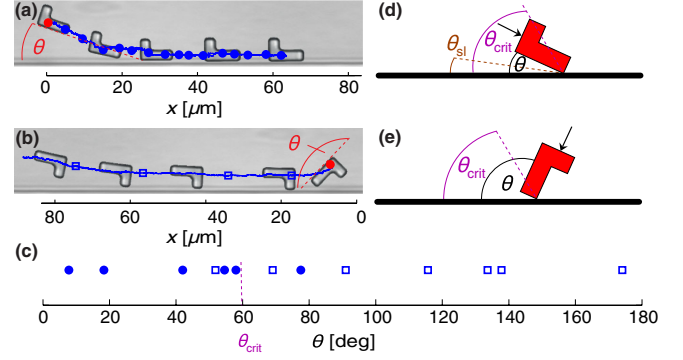 (a)
θ
0 20 40 60 80
x [μm]
(b)
θ
80 60 40 20 0
x [μm]
(c)
0 20 40 60 80 100 120 140 160 180
θcrit θ [deg]
(d)
θsl θcrit θ
(e)
θcrit θ